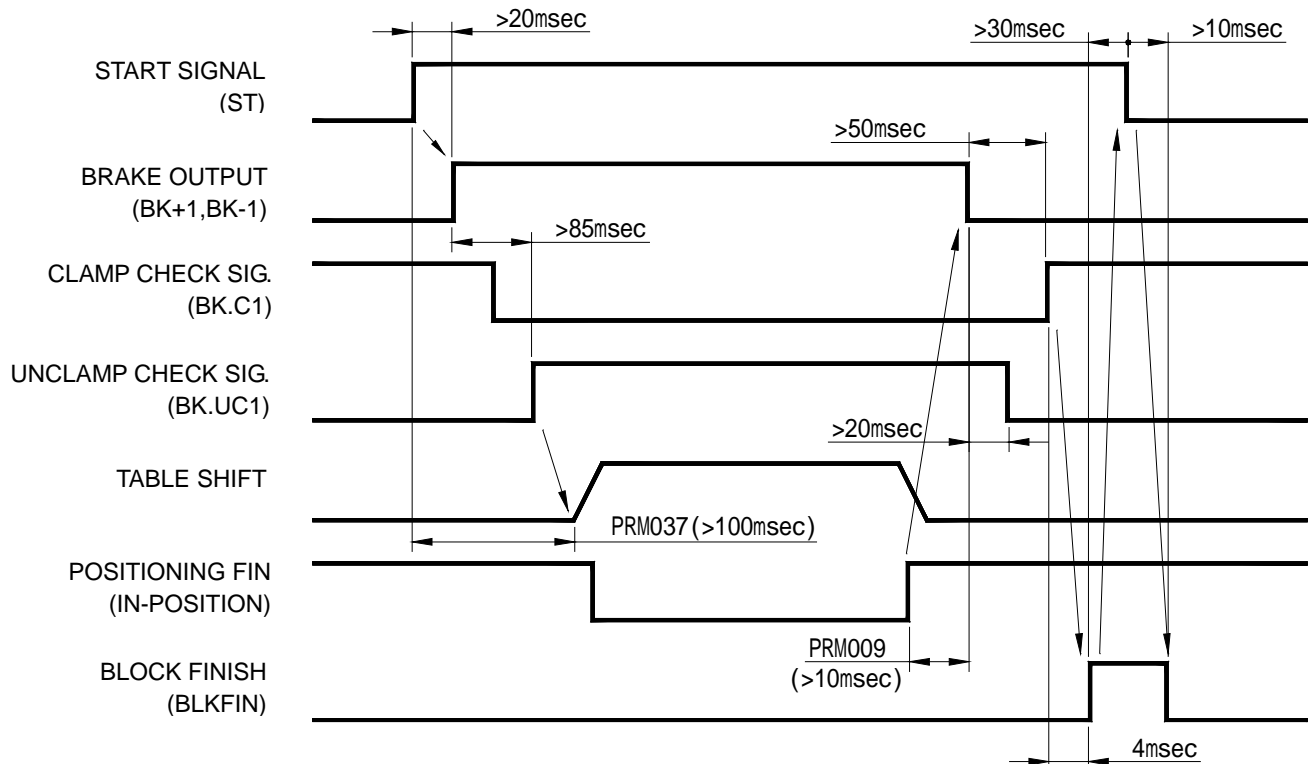 >20msec
>30msec
>10msec
START SIGNAL
(ST)
>50msec
BRAKE OUTPUT
(BK+1,BK-1)
>85msec
CLAMP CHECK SIG.
(BK.C1)
UNCLAMP CHECK SIG.
(BK.UC1)
>20msec
TABLE SHIFT
PRM037(>100msec)
POSITIONING FIN
(IN-POSITION)
PRM009
(>10msec)
BLOCK FINISH
(BLKFIN)
4msec